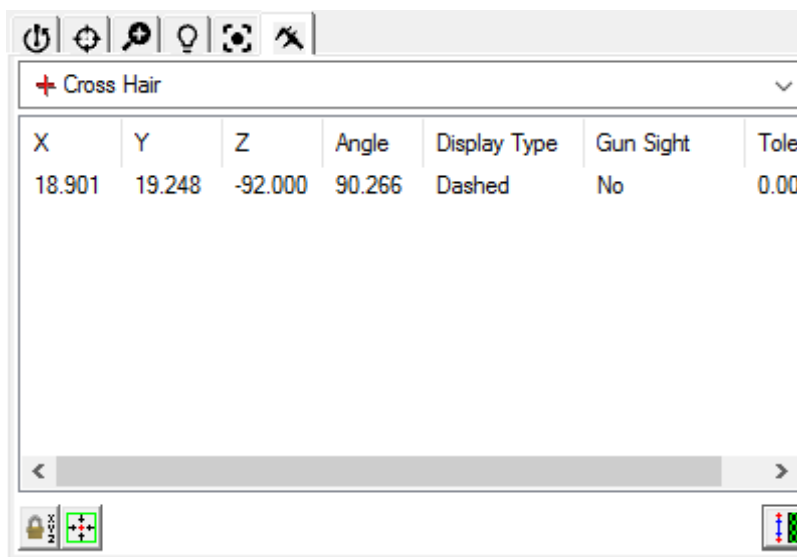 Cross Hair
X Y Z Angle Display Type Gun Sight Tole
18.901 19.248 -92.000 90.266 Dashed No 0.00
XYZ